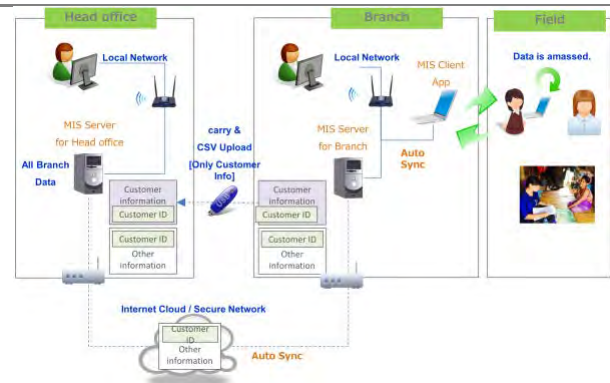 Head office
Local Network
MIS Server
for Head office
All Branch
Data
Customer
information
Customer ID
Customer ID
Other
information
carry &
CSV Upload
[Only Customer
Info]
Branch
Local Network
MIS Client
App
MIS Server
for Branch
Auto
Sync
Customer
information
Customer ID
Customer ID
Other
information
Field
Data is amassed.
Internet Cloud / Secure Network
Customer
ID
Other
information
Auto Sync